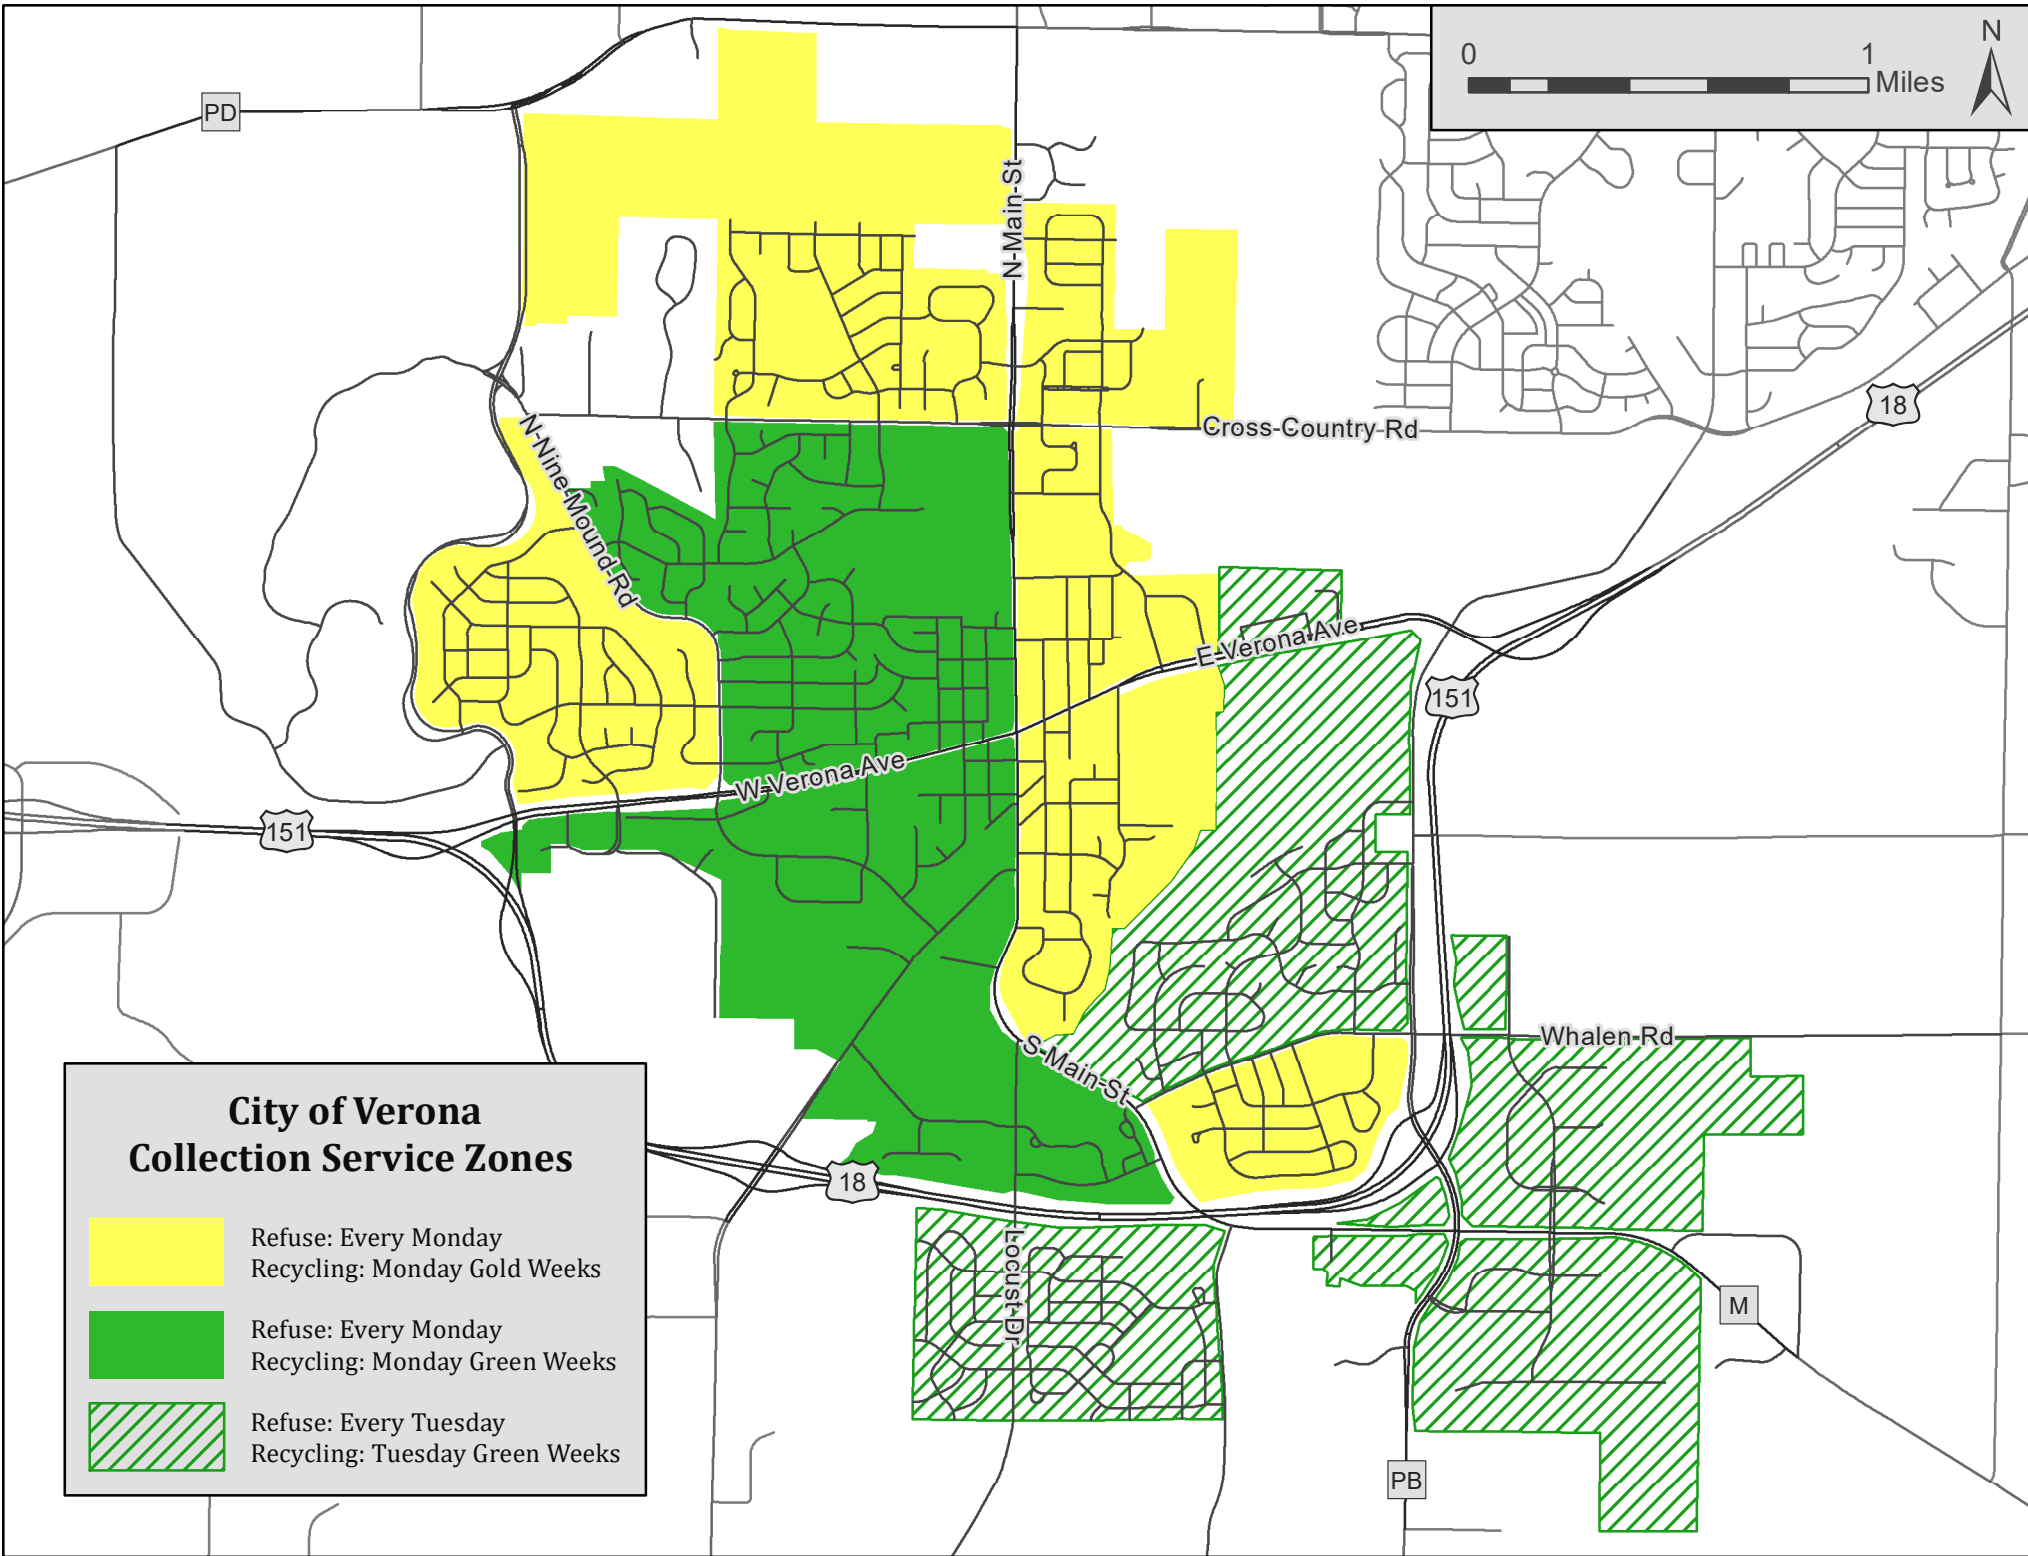 0 1
Miles
N
PD
N Main St
18
Cross Country Rd
N Nine Mound Rd
E Verona Ave
151
W Verona Ave
151
Whalen Rd
S Main St
18
Locust Dr
M
PB
City of Verona
Collection Service Zones
Refuse: Every Monday
Recycling: Monday Gold Weeks
Refuse: Every Monday
Recycling: Monday Green Weeks
Refuse: Every Tuesday
Recycling: Tuesday Green Weeks